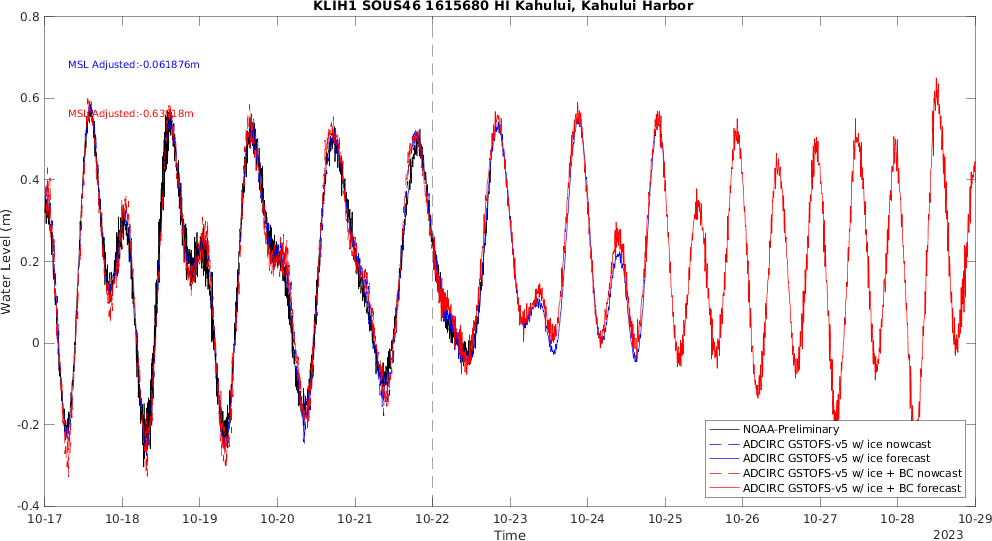 KLIH1 SOUS46 1615680 HI Kahului, Kahului Harbor
MSL Adjusted:-0.061876m
Water Level (m)
0.8
0.6
0.4
0.2
0
-0.2
-0.4
NOAA-Preliminary
ADCIRC GSTOFS-v5 w/ ice nowcast
ADCIRC GSTOFS-v5 w/ ice forecast
ADCIRC GSTOFS-v5 w/ ice + BC nowcast
ADCIRC GSTOFS-v5 w/ ice + BC forecast
10-17 10-18 10-19 10-20 10-21 10-22 10-23 10-24 10-25 10-26 10-27 10-28 10-29
Time
2023